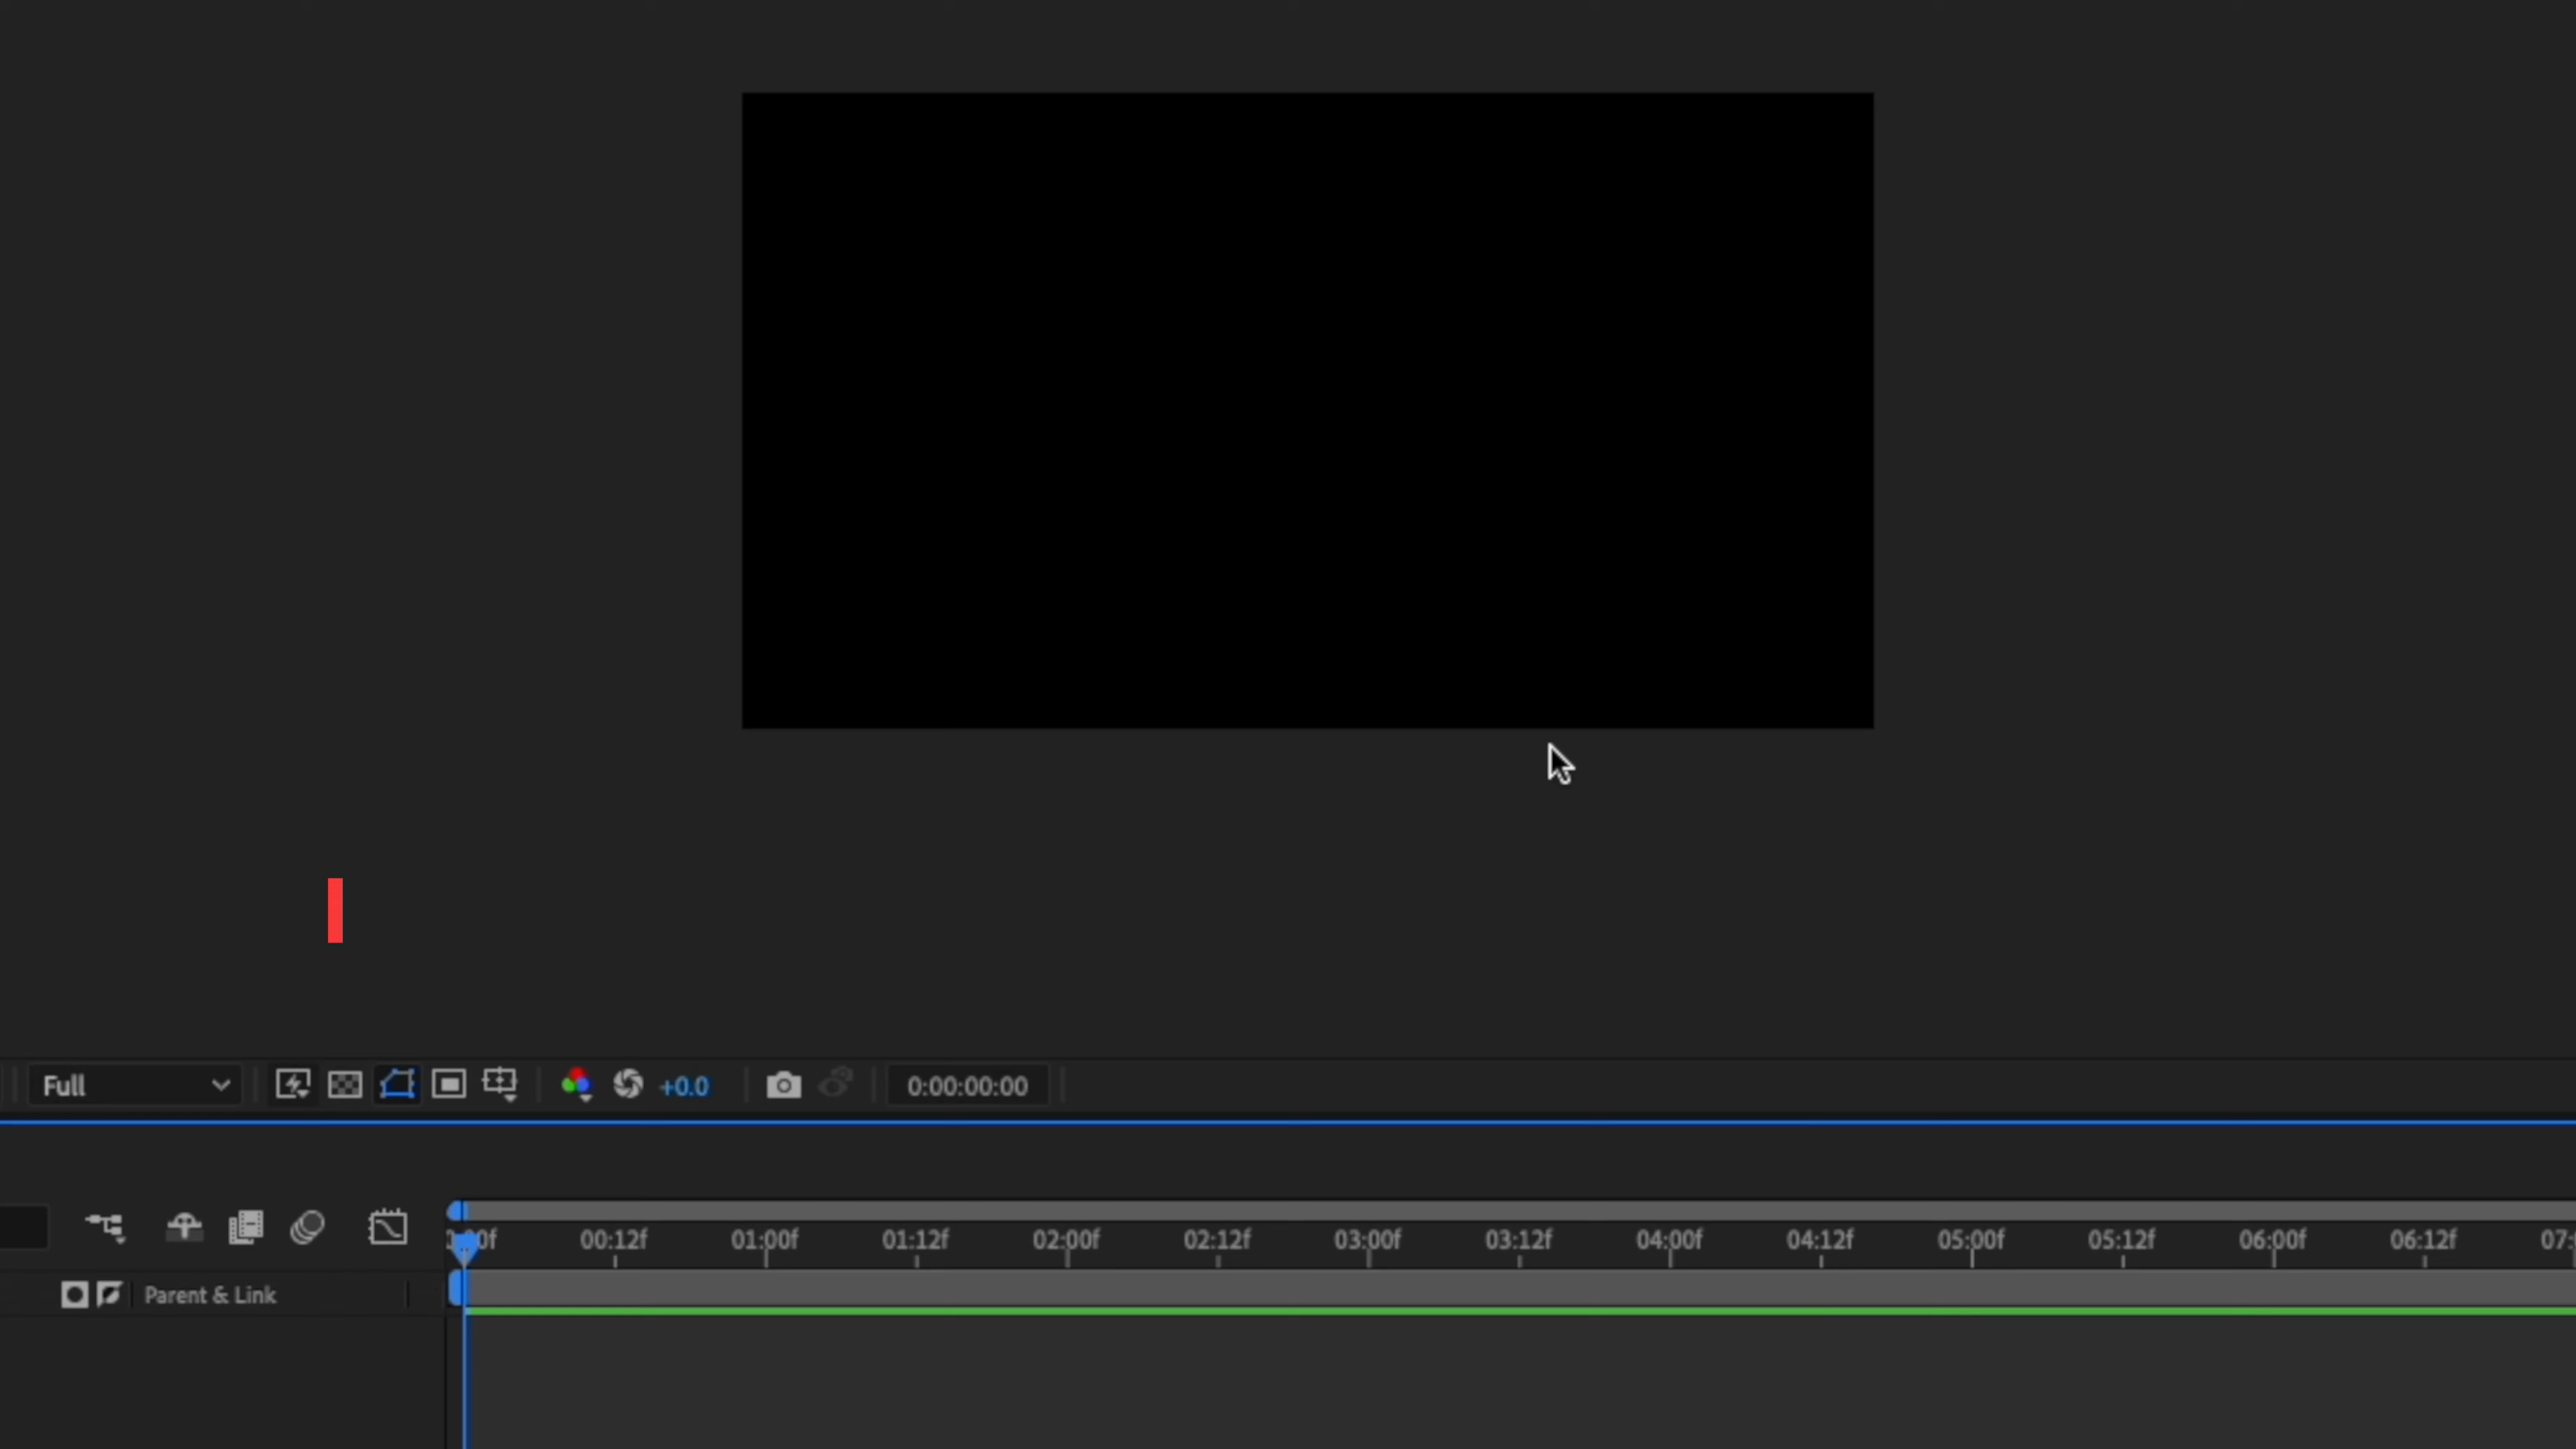 Full
+0.0
0:00:00:00
00:12f
01:00f
01:12f
02:00f
02:12f
03:00f
03:12f
04:00f
04:12f
05:00f
05:12f
06:00f
06:12f
Parent & Link